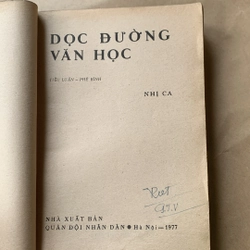 DỌC ĐƯỜNG
VĂN HỌC
TIỂU LUẬN — PHÊ BÌNH
NHỊ CA
NHÀ XUẤT BẢN
QUÂN ĐỘI NHÂN DÂN ● Hà Nội — 1977